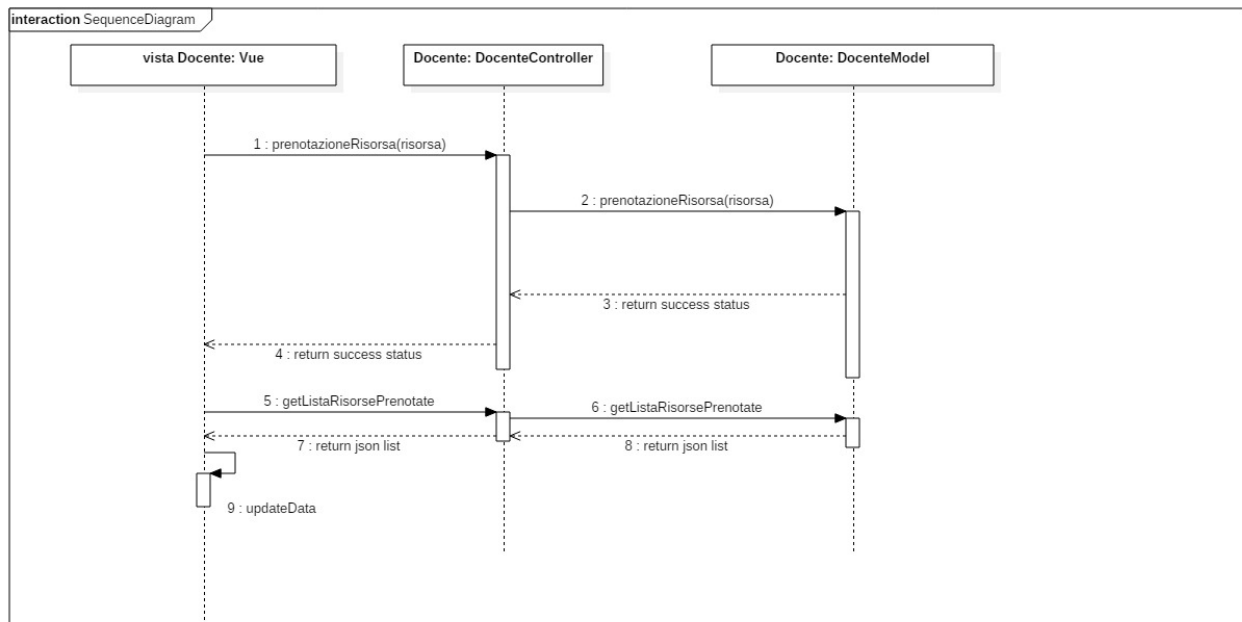 interaction SequenceDiagram
vista Docente: Vue
Docente: DocenteController
Docente: DocenteModel
1 : prenotazioneRisorsa(risorsa)
2 : prenotazioneRisorsa(risorsa)
3 : return success status
4 : return success status
5 : getListaRisorsePrenotate
6 : getListaRisorsePrenotate
7 : return json list
8 : return json list
9 : updateData